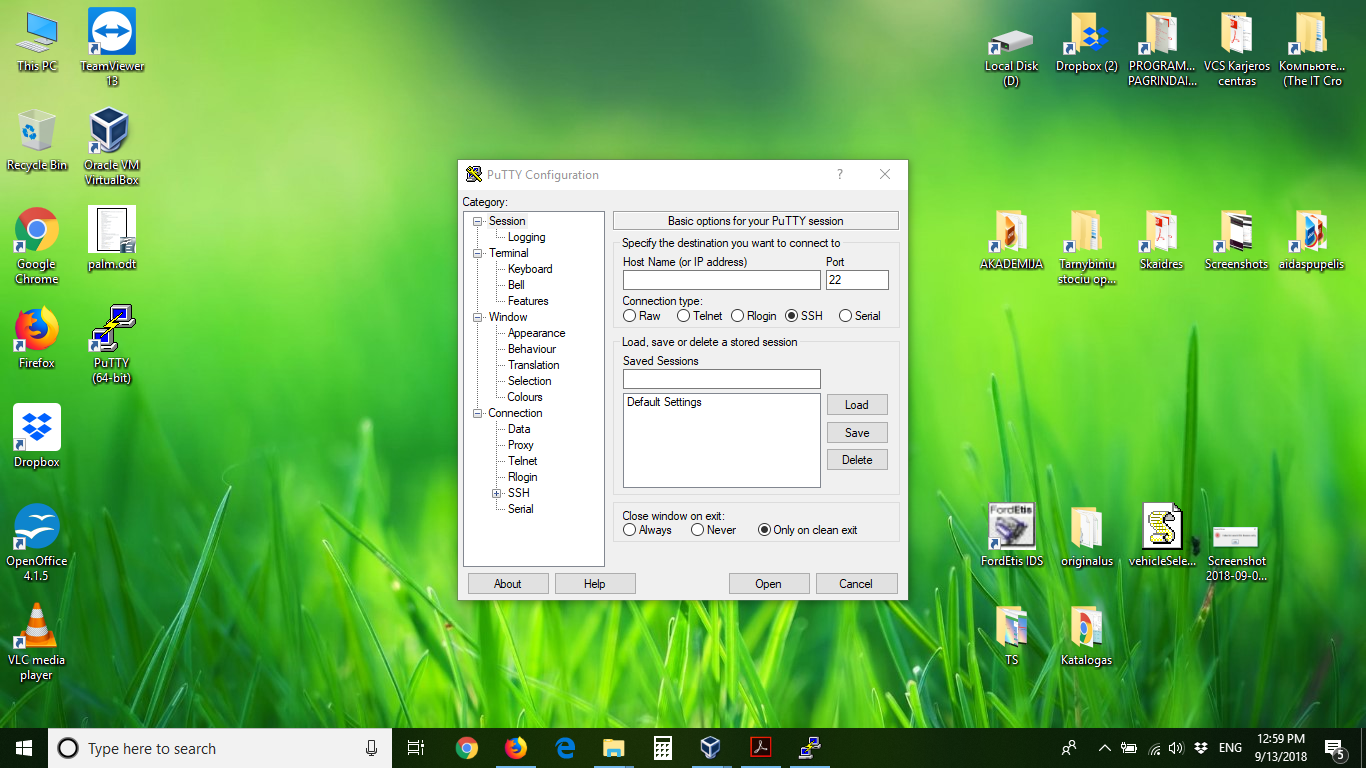 This PC
TeamViewer
13
Recycle Bin
Oracle VM
VirtualBox
Google
Chrome
palm.odt
Firefox
PuTTY
(64-bit)
Dropbox
OpenOffice
4.1.5
VLC media
player
Local Disk
(D)
Dropbox (2)
PROGRAM...
PAGRINDAI...
VCS Karjeros
centras
Компьюте...
(The IT Cro
AKADEMIJA
Tarnybiniu
stociu op...
Skaidres
Screenshots
aidaspupelis
FordEtis
FordEtis IDS
originalus
vehicleSele...
Screenshot
2018-09-0...
TS
Katalogas
PuTTY Configuration
?
Category:
Session
Logging
Terminal
Keyboard
Bell
Features
Window
Appearance
Behaviour
Translation
Selection
Colours
Connection
Data
Proxy
Telnet
Rlogin
SSH
Serial
Basic options for your PuTTY session
Specify the destination you want to connect to
Host Name (or IP address) Port
22
Connection type:
Raw Telnet Rlogin SSH Serial
Load, save or delete a stored session
Saved Sessions
Default Settings
Load
Save
Delete
Close window on exit:
Always Never Only on clean exit
About Help Open Cancel
Type here to search
ENG
12:59 PM
9/13/2018
5